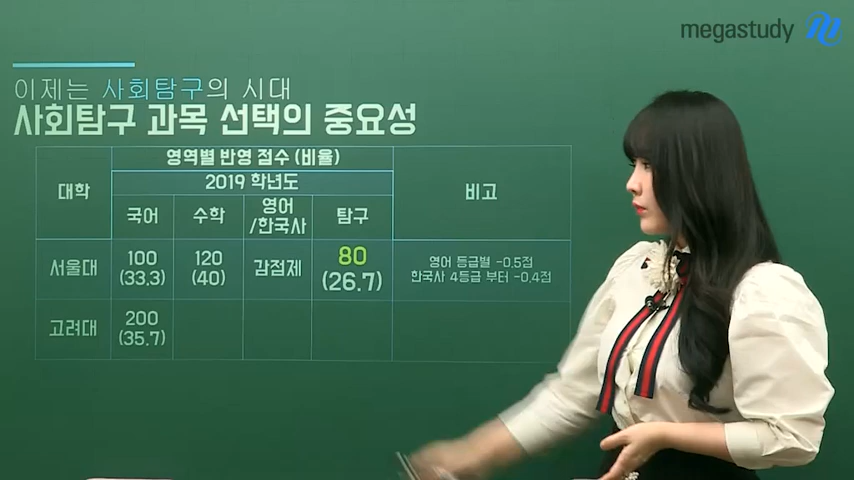 megastudy
이제는 사회탐구의 시대
사회탐구 과목 선택의 중요성
대학
영역별 반영 점수 (비율)
비고
2019 학년도
국어
수학
영어
/한국사
탐구
서울대
100
(33.3)
120
(40)
감점제
80
(26.7)
영어 등급별 -0.5점
한국사 4등급 부터 -0.4점
고려대
200
(35.7)